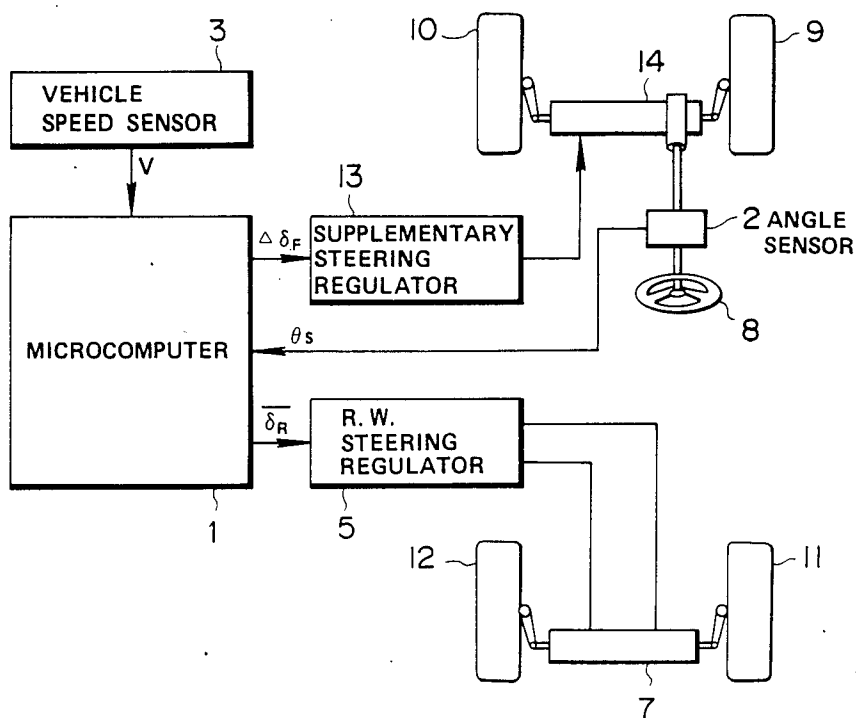 10
9
3
14
VEHICLE
SPEED SENSOR
V
13
Δ δF
SUPPLEMENTARY
STEERING
REGULATOR
2 ANGLE
SENSOR
θs
8
MICROCOMPUTER
δR̅
R. W.
STEERING
REGULATOR
1
5
12
11
7